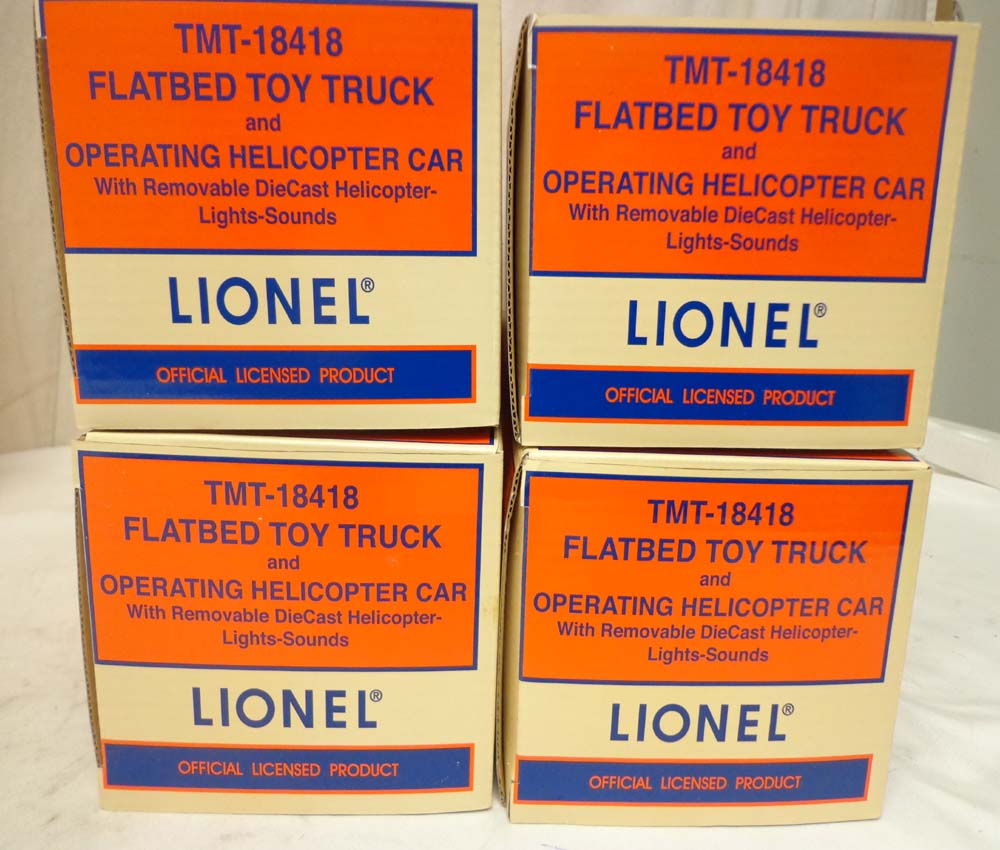 TMT-18418
FLATBED TOY TRUCK
and
OPERATING HELICOPTER CAR
With Removable DieCast Helicopter-
Lights-Sounds
LIONEL®
OFFICIAL LICENSED PRODUCT
TMT-18418
FLATBED TOY TRUCK
and
OPERATING HELICOPTER CAR
With Removable DieCast Helicopter-
Lights-Sounds
LIONEL®
OFFICIAL LICENSED PRODUCT
TMT-18418
FLATBED TOY TRUCK
and
OPERATING HELICOPTER CAR
With Removable DieCast Helicopter-
Lights-Sounds
LIONEL®
OFFICIAL LICENSED PRODUCT
TMT-18418
FLATBED TOY TRUCK
and
OPERATING HELICOPTER CAR
With Removable DieCast Helicopter-
Lights-Sounds
LIONEL®
OFFICIAL LICENSED PRODUCT